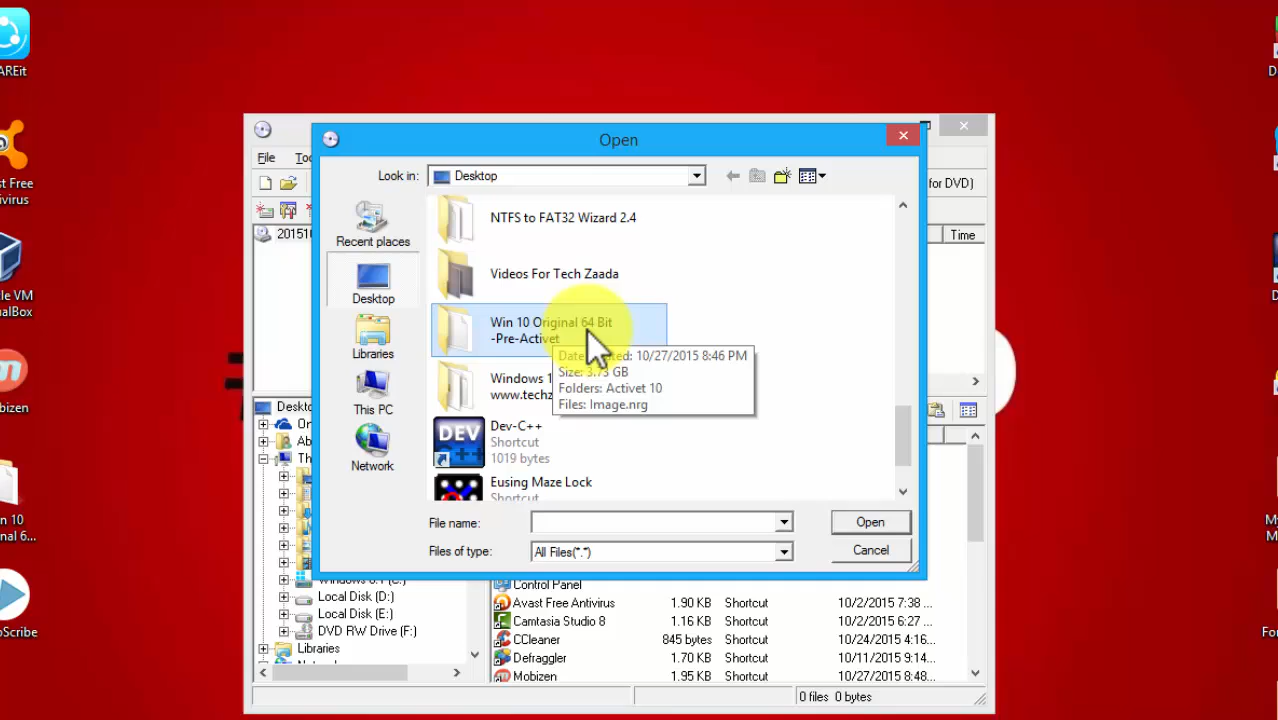 AREit
File
Open
Look in:
Desktop
for DVD)
st Free
ivirus
Recent places
NTFS to FAT32 Wizard 2.4
Time
Desktop
Videos For Tech Zaada
le VM
ualBox
Libraries
Win 10 Original 64 Bit
-Pre-Activet
10/27/2015 8:46 PM
Size: 3.73 GB
Folders: Activet 10
Files: Image.nrg
This PC
Windows 1
www.techz
bizen
Network
Dev-C++
Shortcut
1019 bytes
Eusing Maze Lock
Shortcut
n 10
nal 6...
File name:
Open
Files of type:
All Files(*.*)
Cancel
Windows 8.1 (C:)
Local Disk (D:)
Local Disk (E:)
DVD RW Drive (F:)
Libraries
Control Panel
Avast Free Antivirus 1.90 KB Shortcut 10/2/2015 7:38 ...
Camtasia Studio 8 1.16 KB Shortcut 10/2/2015 6:27 ...
CCleaner 845 bytes Shortcut 10/24/2015 4:16...
Defraggler 1.70 KB Shortcut 10/11/2015 9:14...
Mobizen 1.95 KB Shortcut 10/27/2015 8:48...
oScribe
0 files 0 bytes